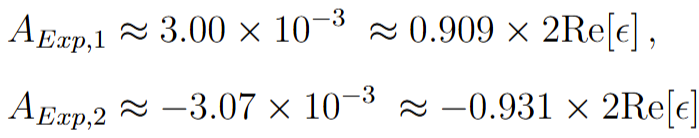 A_{Exp,1} ≈ 3.00 × 10^{-3} ≈ 0.909 × 2Re[ϵ] ,
A_{Exp,2} ≈ −3.07 × 10^{-3} ≈ −0.931 × 2Re[ϵ]